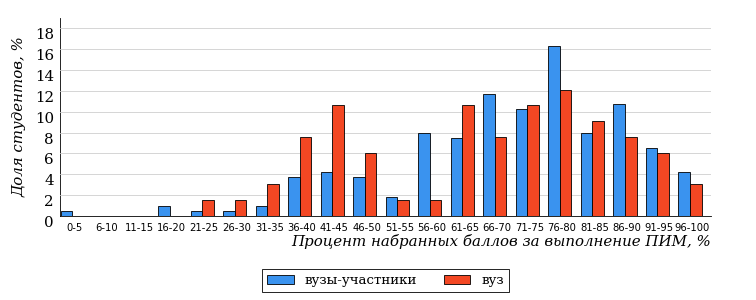 Доля студентов, %
18
16
14
12
10
8
6
4
2
0
0-5 6-10 11-15 16-20 21-25 26-30 31-35 36-40 41-45 46-50 51-55 56-60 61-65 66-70 71-75 76-80 81-85 86-90 91-95 96-100
Процент набранных баллов за выполнение ПИМ, %
вузы-участники вуз